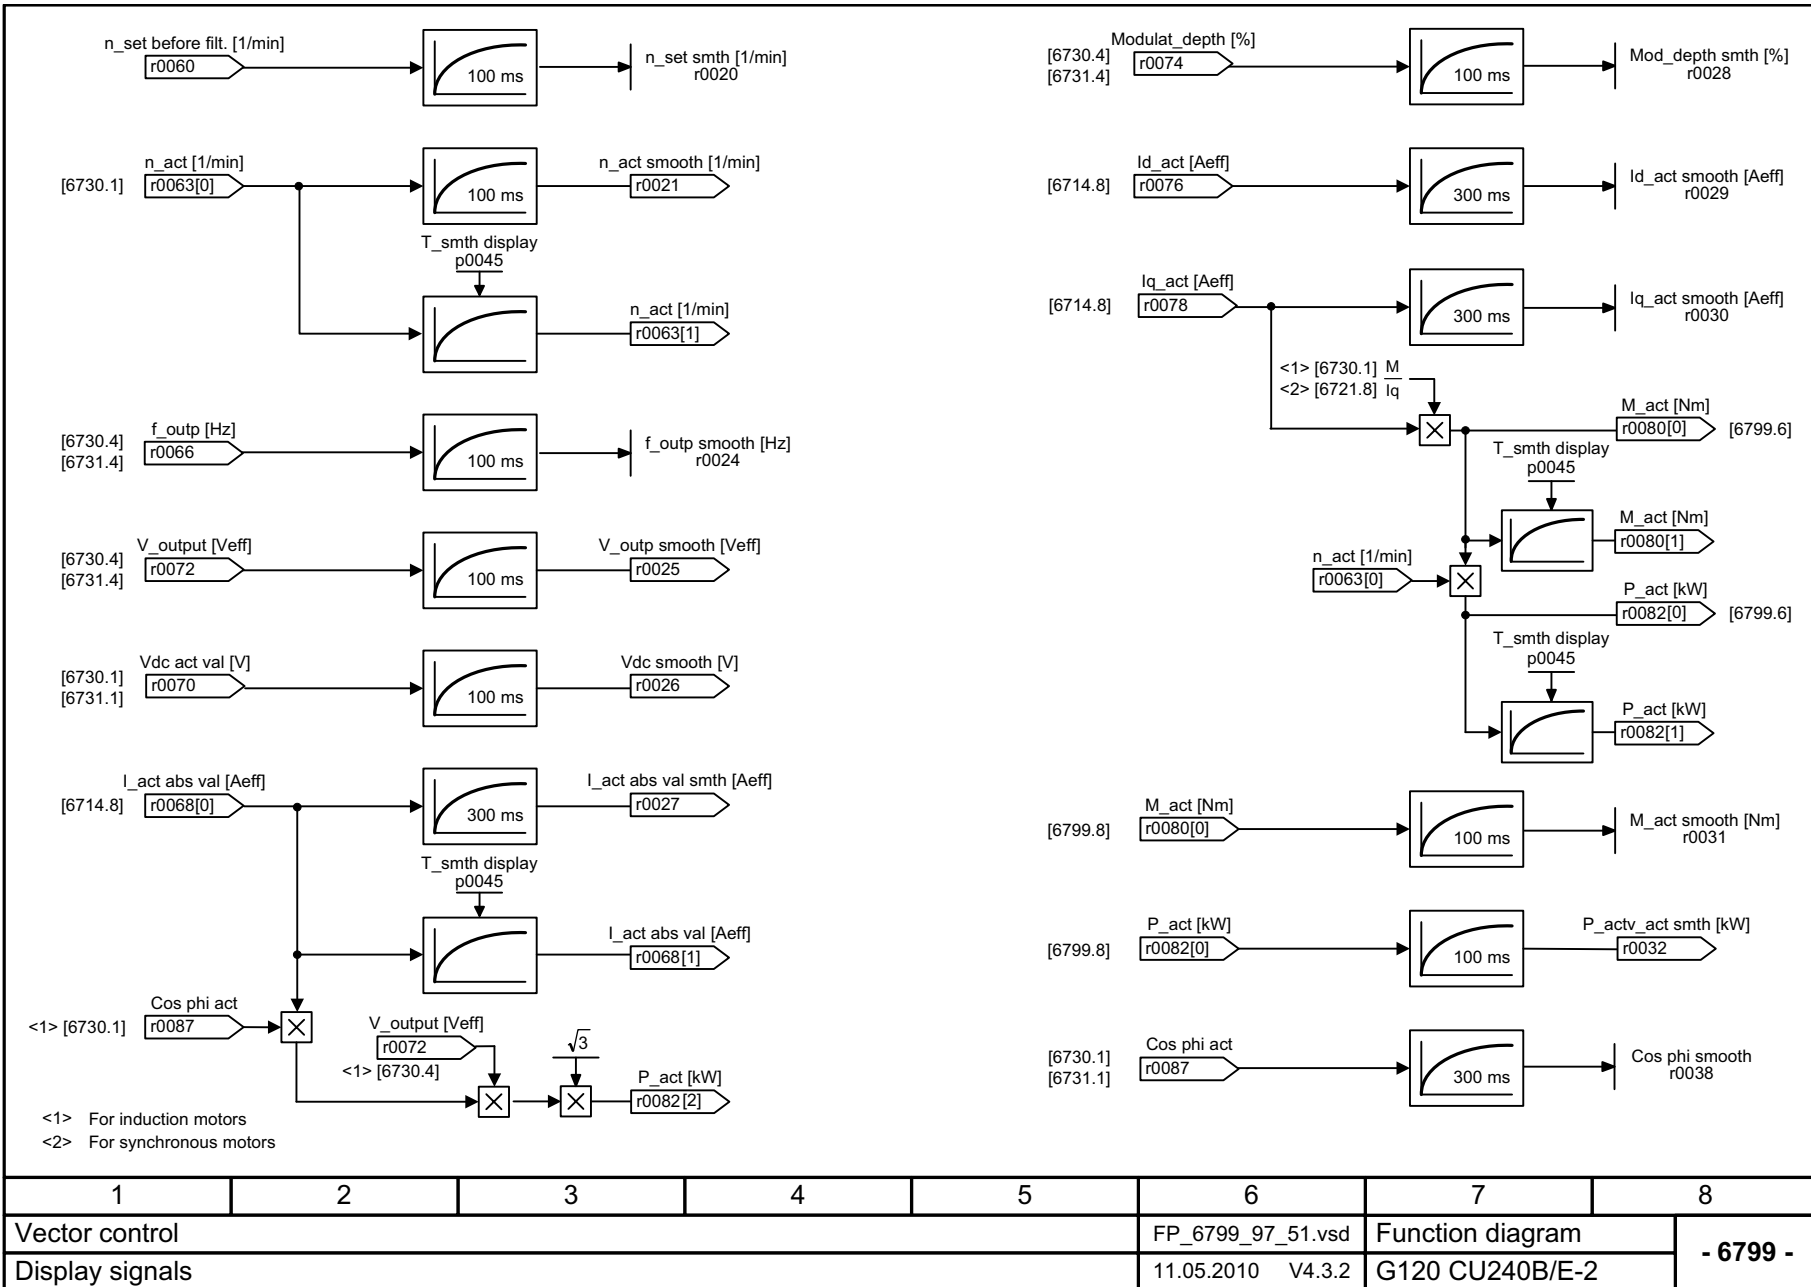 n_set before filt. [1/min]
r0060
100 ms
n_set smth [1/min]
r0020
[6730.1]
n_act [1/min]
r0063[0]
100 ms
n_act smooth [1/min]
r0021
T_smth display
p0045
n_act [1/min]
r0063[1]
[6730.4]
[6731.4]
f_outp [Hz]
r0066
100 ms
f_outp smooth [Hz]
r0024
[6730.4]
[6731.4]
V_output [Veff]
r0072
100 ms
V_outp smooth [Veff]
r0025
[6730.1]
[6731.1]
Vdc act val [V]
r0070
100 ms
Vdc smooth [V]
r0026
[6714.8]
I_act abs val [Aeff]
r0068[0]
300 ms
I_act abs val smth [Aeff]
r0027
T_smth display
p0045
I_act abs val [Aeff]
r0068[1]
<1> [6730.1]
Cos phi act
r0087
V_output [Veff]
r0072
<1> [6730.4]
√3
P_act [kW]
r0082[2]
<1> For induction motors
<2> For synchronous motors
[6730.4]
[6731.4]
Modulat_depth [%]
r0074
100 ms
Mod_depth smth [%]
r0028
[6714.8]
Id_act [Aeff]
r0076
300 ms
Id_act smooth [Aeff]
r0029
[6714.8]
Iq_act [Aeff]
r0078
300 ms
Iq_act smooth [Aeff]
r0030
<1> [6730.1] M
<2> [6721.8] Iq
M_act [Nm]
r0080[0] [6799.6]
T_smth display
p0045
M_act [Nm]
r0080[1]
n_act [1/min]
r0063[0]
P_act [kW]
r0082[0] [6799.6]
T_smth display
p0045
P_act [kW]
r0082[1]
[6799.8]
M_act [Nm]
r0080[0]
100 ms
M_act smooth [Nm]
r0031
[6799.8]
P_act [kW]
r0082[0]
100 ms
P_actv_act smth [kW]
r0032
[6730.1]
[6731.1]
Cos phi act
r0087
300 ms
Cos phi smooth
r0038
1 2 3 4 5 6 7 8
Vector control
FP_6799_97_51.vsd
Function diagram
- 6799 -
Display signals
11.05.2010 V4.3.2
G120 CU240B/E-2